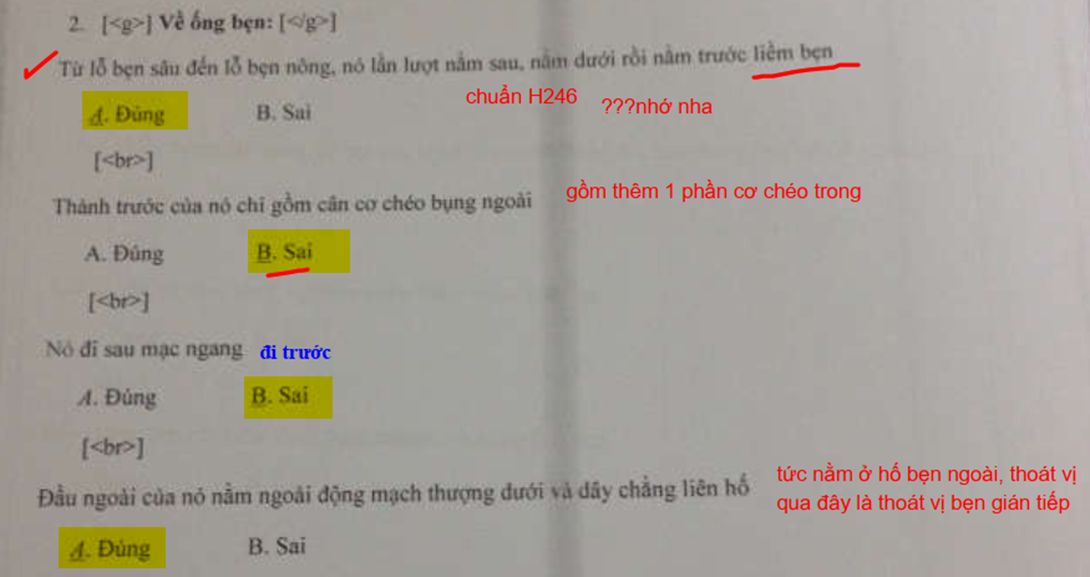 2. [<g>] Về ống bẹn: [</g>]
Từ lỗ bẹn sâu đến lỗ bẹn nông, nó lần lượt nằm sau, nằm dưới rồi nằm trước liềm bẹn
chuẩn H246 ???nhớ nha
A. Đúng B. Sai
[<br>]
Thành trước của nó chỉ gồm cân cơ chéo bụng ngoài gồm thêm 1 phần cơ chéo trong
A. Đúng B. Sai
[<br>]
Nó đi sau mạc ngang đi trước
A. Đúng B. Sai
[<br>]
Đầu ngoài của nó nằm ngoài động mạch thượng dưới và dây chằng liên hố
tức nằm ở hố bẹn ngoài, thoát vị
qua đây là thoát vị bẹn gián tiếp
A. Đúng B. Sai